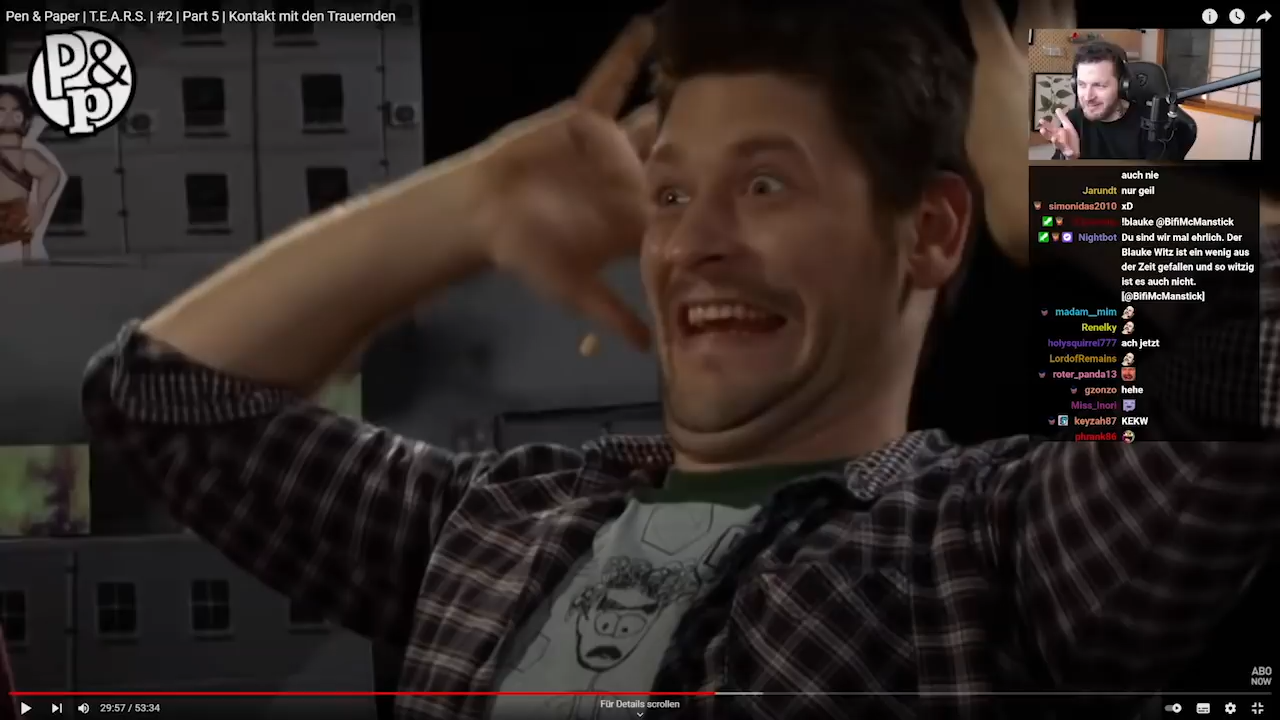 Pen & Paper | T.E.A.R.S. | #2 | Part 5 | Kontakt mit den Trauernden
P&P
auch nie
Jarundt nur geil
simonidas2010 xD
!blauke @BifiMcManstick
Nightbot Du sind wir mal ehrlich. Der
Blauke Witz ist ein wenig aus
der Zeit gefallen und so witzig
ist es auch nicht.
[@BifiMcManstick]
madam__mim
Renelky
holysquirrel777 ach jetzt
LordofRemains
roter_panda13
gzonzo hehe
Miss_Inori
keyzah87 KEKW
phrank86
ABO
NOW
29:57 / 53:34
Für Details scrollen